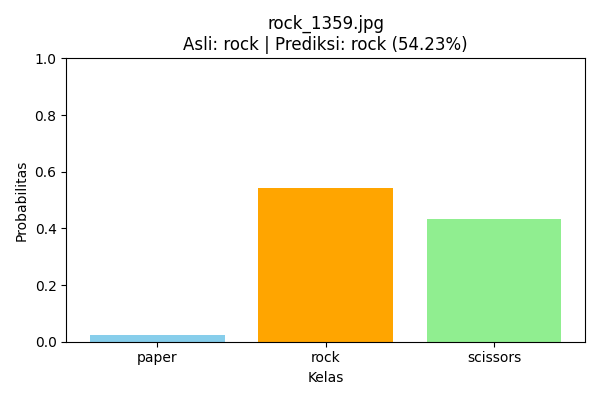 rock_1359.jpg
Asli: rock | Prediksi: rock (54.23%)
1.0
0.8
0.6
0.4
0.2
0.0
Probabilitas
paper
rock
scissors
Kelas